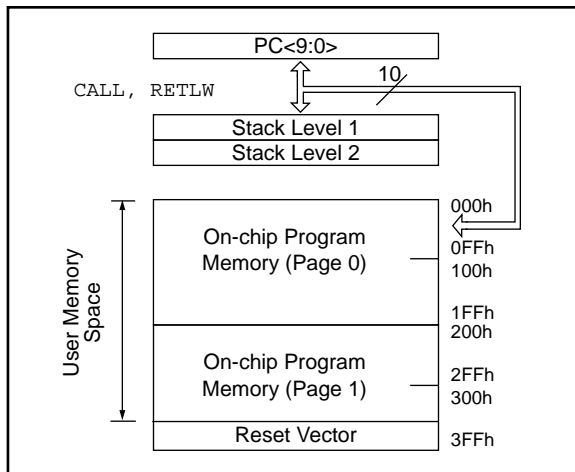 PC<9:0>
10
CALL, RETLW
Stack Level 1
Stack Level 2
User Memory
Space
000h
On-chip Program
Memory (Page 0)
0FFh
100h
1FFh
200h
On-chip Program
Memory (Page 1)
2FFh
300h
Reset Vector
3FFh